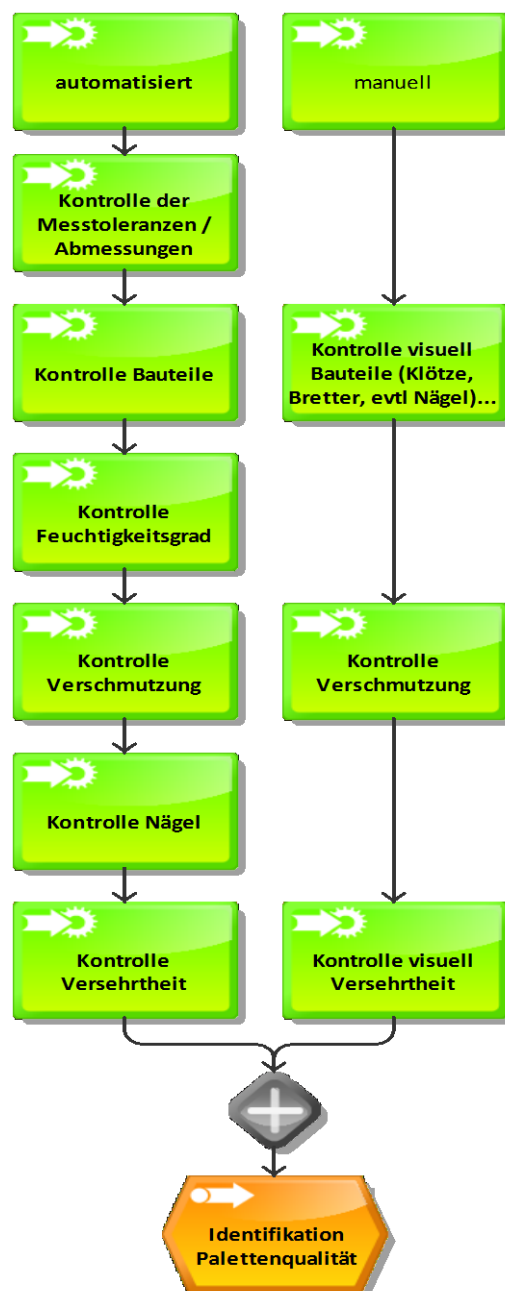 automatisiert
manuell
Kontrolle der
Messtoleranzen /
Abmessungen
Kontrolle Bauteile
Kontrolle visuell
Bauteile (Klötze,
Bretter, evtl Nägel)...
Kontrolle
Feuchtigkeitsgrad
Kontrolle
Verschmutzung
Kontrolle
Verschmutzung
Kontrolle Nägel
Kontrolle
Versehrtheit
Kontrolle visuell
Versehrtheit
Identifikation
Palettenqualität